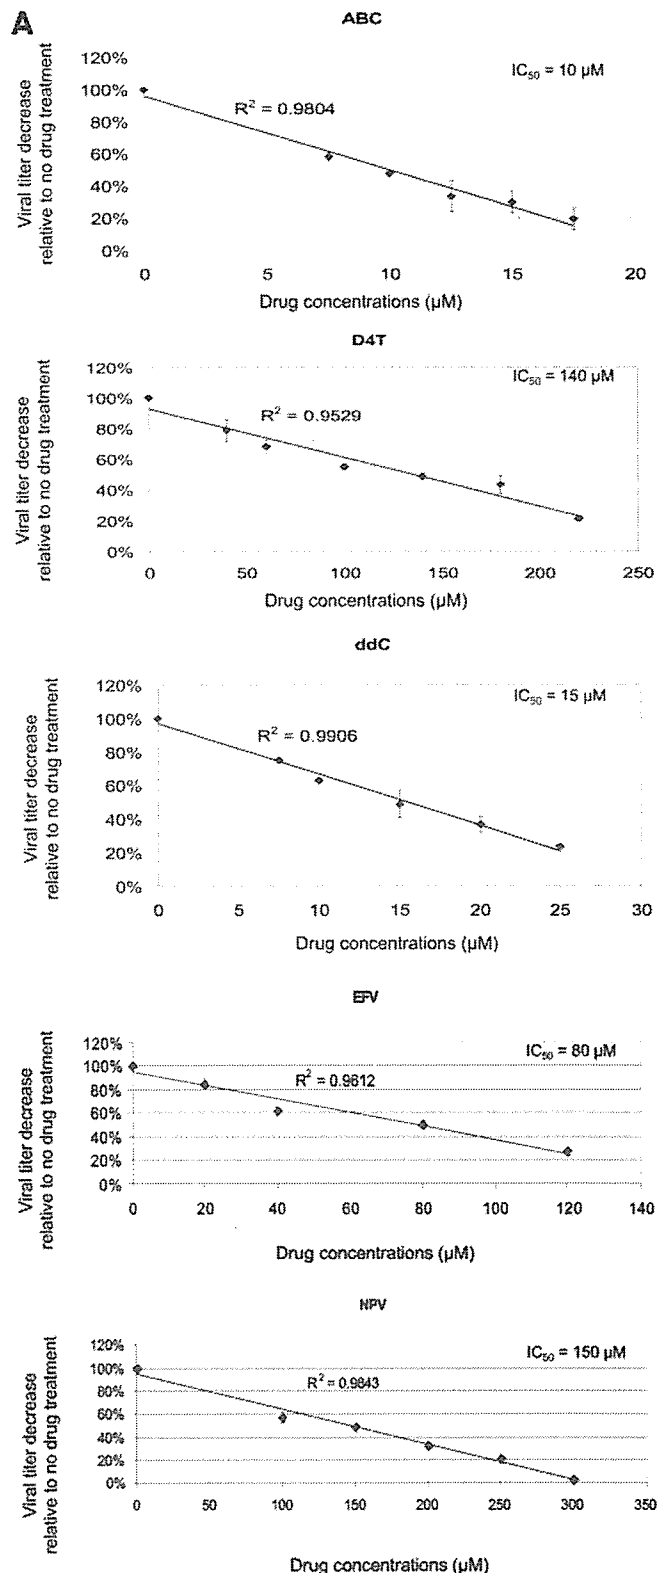 A
ABC
Viral titer decrease
relative to no drug treatment
120%
100%
80%
60%
40%
20%
0%
IC50 = 10 µM
R2 = 0.9804
0 5 10 15 20
Drug concentrations (µM)
D4T
Viral titer decrease
relative to no drug treatment
120%
100%
80%
60%
40%
20%
0%
IC50 = 140 µM
R2 = 0.9529
0 50 100 150 200 250
Drug concentrations (µM)
ddC
Viral titer decrease
relative to no drug treatment
120%
100%
80%
60%
40%
20%
0%
IC50 = 15 µM
R2 = 0.9906
0 5 10 15 20 25 30
Drug concentrations (µM)
EFV
Viral titer decrease
relative to no drug treatment
120%
100%
80%
60%
40%
20%
0%
IC50 = 80 µM
R2 = 0.9612
0 20 40 60 80 100 120 140
Drug concentrations (µM)
NPV
Viral titer decrease
relative to no drug treatment
120%
100%
80%
60%
40%
20%
0%
IC50 = 150 µM
R2 = 0.9843
0 50 100 150 200 250 300 350
Drug concentrations (µM)